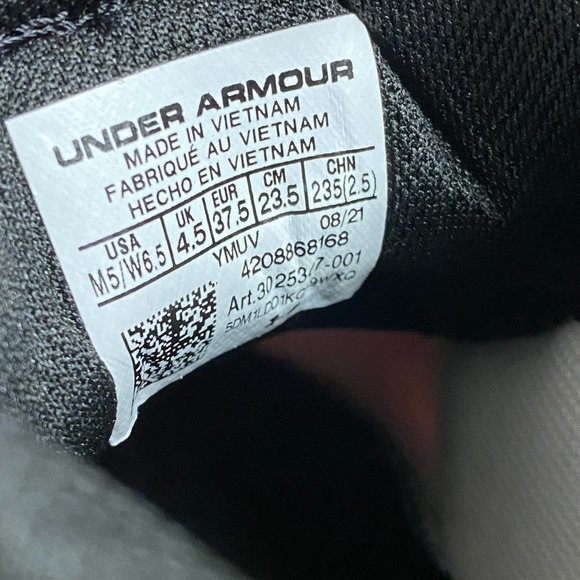 UNDER ARMOUR
MADE IN VIETNAM
FABRIQUÉ AU VIETNAM
HECHO EN VIETNAM
USA UK EUR CM CHN
M5/W6.5 4.5 37.5 23.5 235(2.5)
YMUV 08/21
4208868168